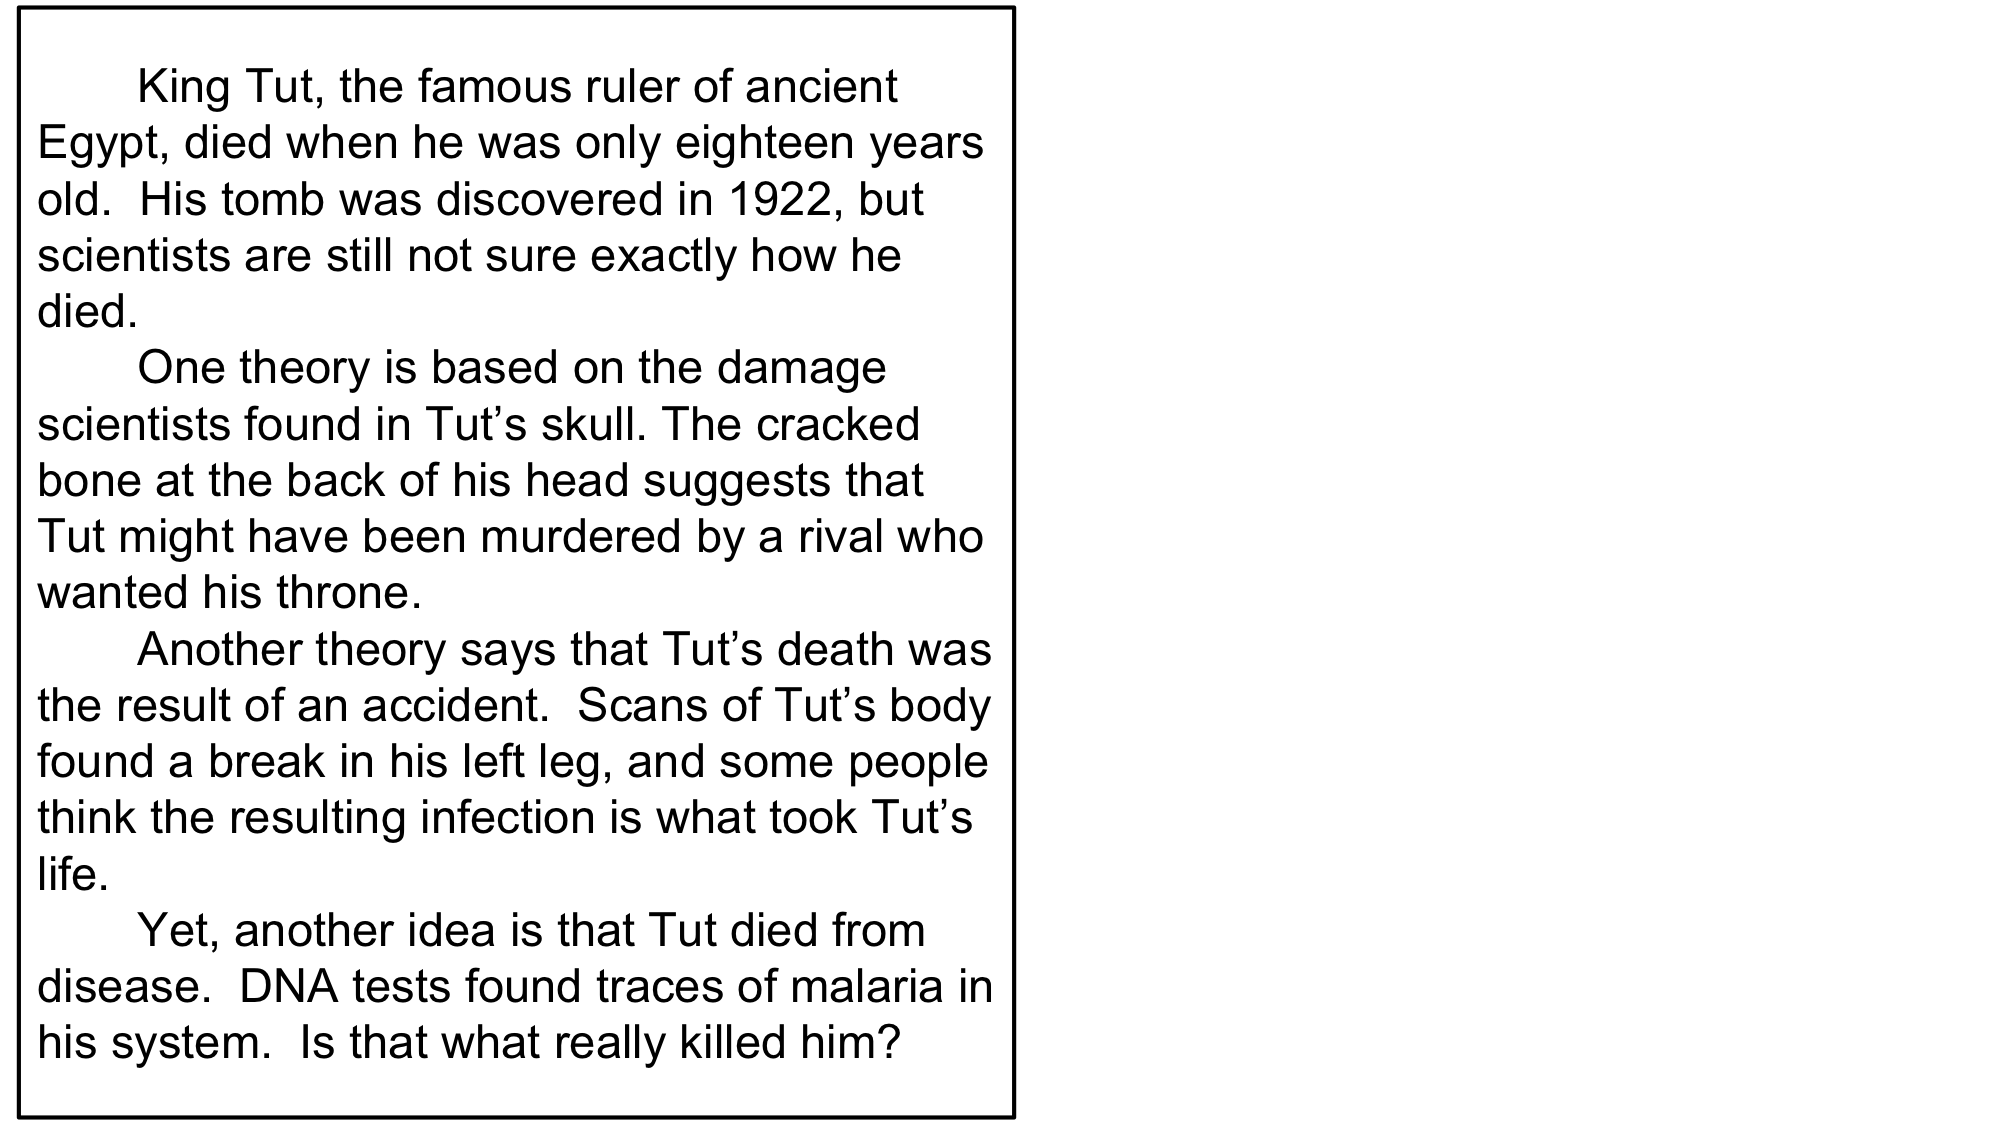 King Tut, the famous ruler of ancient
Egypt, died when he was only eighteen years
old.  His tomb was discovered in 1922, but
scientists are still not sure exactly how he
died.
One theory is based on the damage
scientists found in Tut’s skull. The cracked
bone at the back of his head suggests that
Tut might have been murdered by a rival who
wanted his throne.
Another theory says that Tut’s death was
the result of an accident.  Scans of Tut’s body
found a break in his left leg, and some people
think the resulting infection is what took Tut’s
life.
Yet, another idea is that Tut died from
disease.  DNA tests found traces of malaria in
his system.  Is that what really killed him?